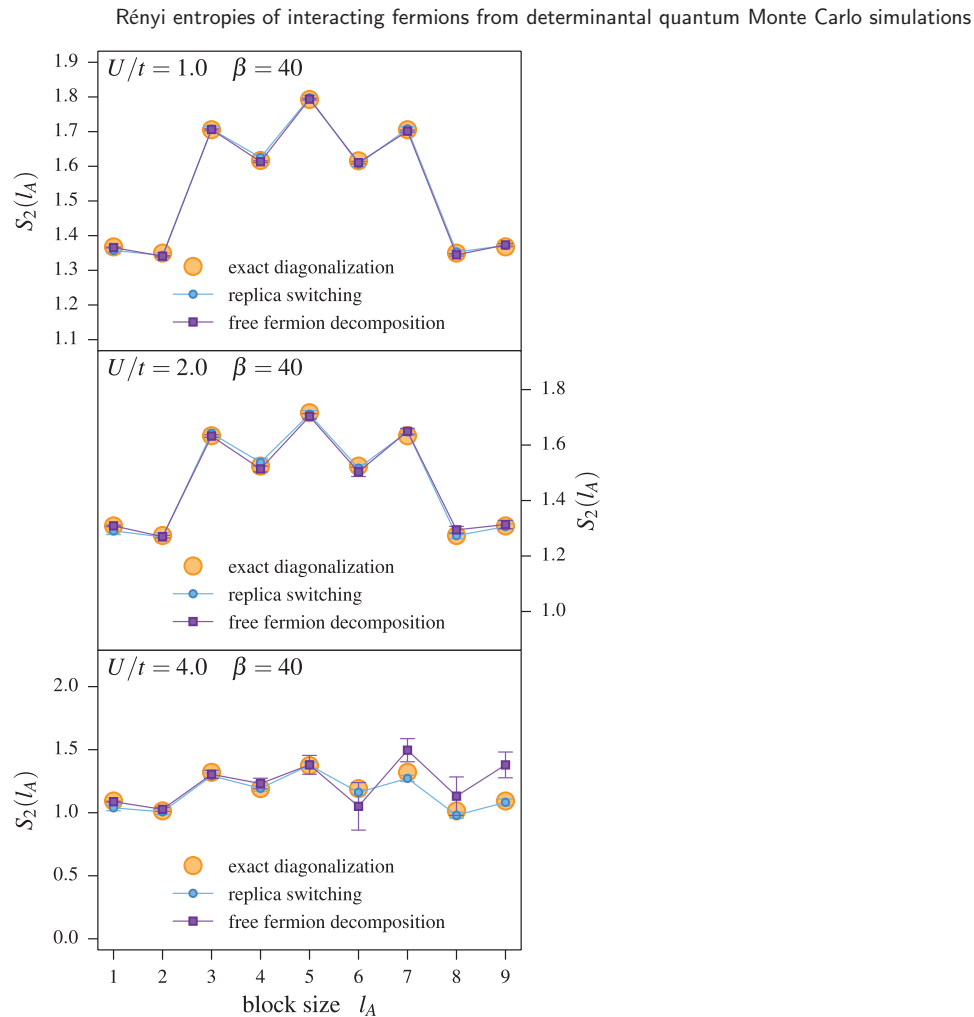 Rényi entropies of interacting fermions from determinantal quantum Monte Carlo simulations
U/t = 1.0 β = 40
1.9
1.8
1.7
1.6
1.5
1.4
1.3
1.2
1.1
S₂(l_A)
exact diagonalization
replica switching
free fermion decomposition
U/t = 2.0 β = 40
1.8
1.6
1.4
1.2
1.0
S₂(l_A)
exact diagonalization
replica switching
free fermion decomposition
U/t = 4.0 β = 40
2.0
1.5
1.0
0.5
0.0
S₂(l_A)
exact diagonalization
replica switching
free fermion decomposition
1 2 3 4 5 6 7 8 9
block size l_A